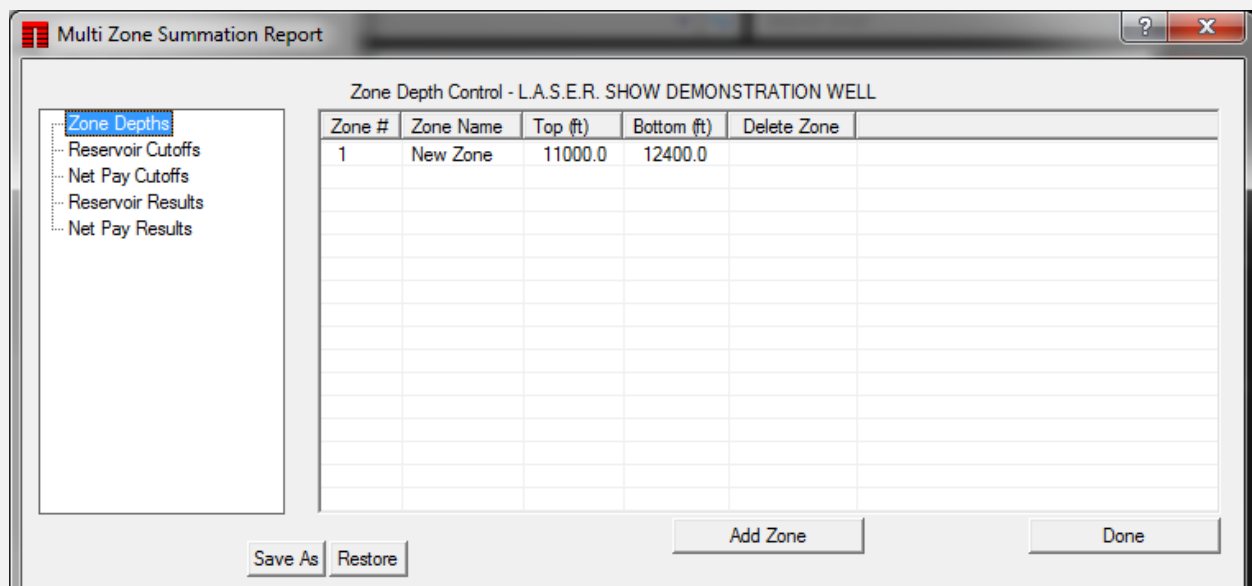 Multi Zone Summation Report
?
X
Zone Depth Control - L.A.S.E.R. SHOW DEMONSTRATION WELL
Zone Depths
Reservoir Cutoffs
Net Pay Cutoffs
Reservoir Results
Net Pay Results
Zone # Zone Name Top (ft) Bottom (ft) Delete Zone
1 New Zone 11000.0 12400.0
Add Zone Done
Save As Restore